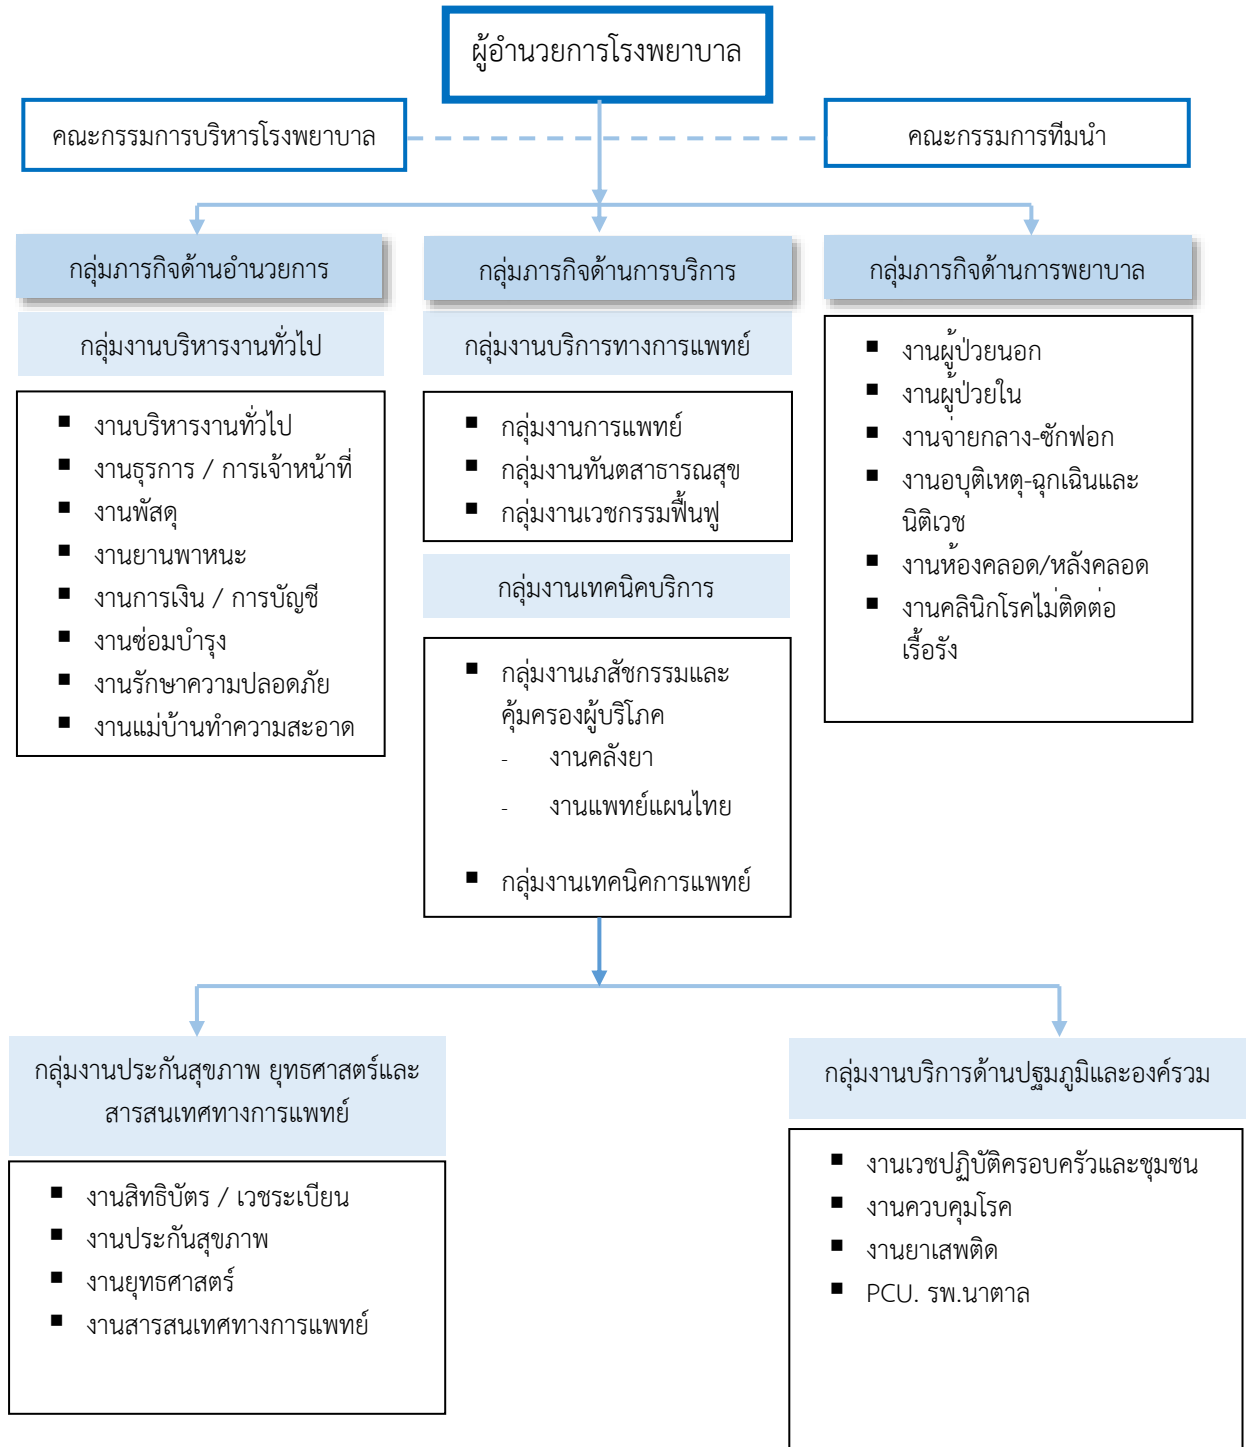 ผู้อำนวยการโรงพยาบาล
คณะกรรมการบริหารโรงพยาบาล
คณะกรรมการทีมนำ
กลุ่มภารกิจด้านอำนวยการ
กลุ่มงานบริหารงานทั่วไป
งานบริหารงานทั่วไป
งานธุรการ / การเจ้าหน้าที่
งานพัสดุ
งานยานพาหนะ
งานการเงิน / การบัญชี
งานซ่อมบำรุง
งานรักษาความปลอดภัย
งานแม่บ้านทำความสะอาด
กลุ่มภารกิจด้านการบริการ
กลุ่มงานบริการทางการแพทย์
กลุ่มงานการแพทย์
กลุ่มงานทันตสาธารณสุข
กลุ่มงานเวชกรรมฟื้นฟู
กลุ่มงานเทคนิคบริการ
กลุ่มงานเภสัชกรรมและ
คุ้มครองผู้บริโภค
- งานคลังยา
- งานแพทย์แผนไทย
กลุ่มงานเทคนิคการแพทย์
กลุ่มภารกิจด้านการพยาบาล
งานผู้ป่วยนอก
งานผู้ป่วยใน
งานจ่ายกลาง-ซักฟอก
งานอบุติเหตุ-ฉุกเฉินและ
นิติเวช
งานห้องคลอด/หลังคลอด
งานคลินิกโรคไม่ติดต่อ
เรื้อรัง
กลุ่มงานประกันสุขภาพ ยุทธศาสตร์และ
สารสนเทศทางการแพทย์
งานสิทธิบัตร / เวชระเบียน
งานประกันสุขภาพ
งานยุทธศาสตร์
งานสารสนเทศทางการแพทย์
กลุ่มงานบริการด้านปฐมภูมิและองค์รวม
งานเวชปฏิบัติครอบครัวและชุมชน
งานควบคุมโรค
งานยาเสพติด
PCU. รพ.นาตาล